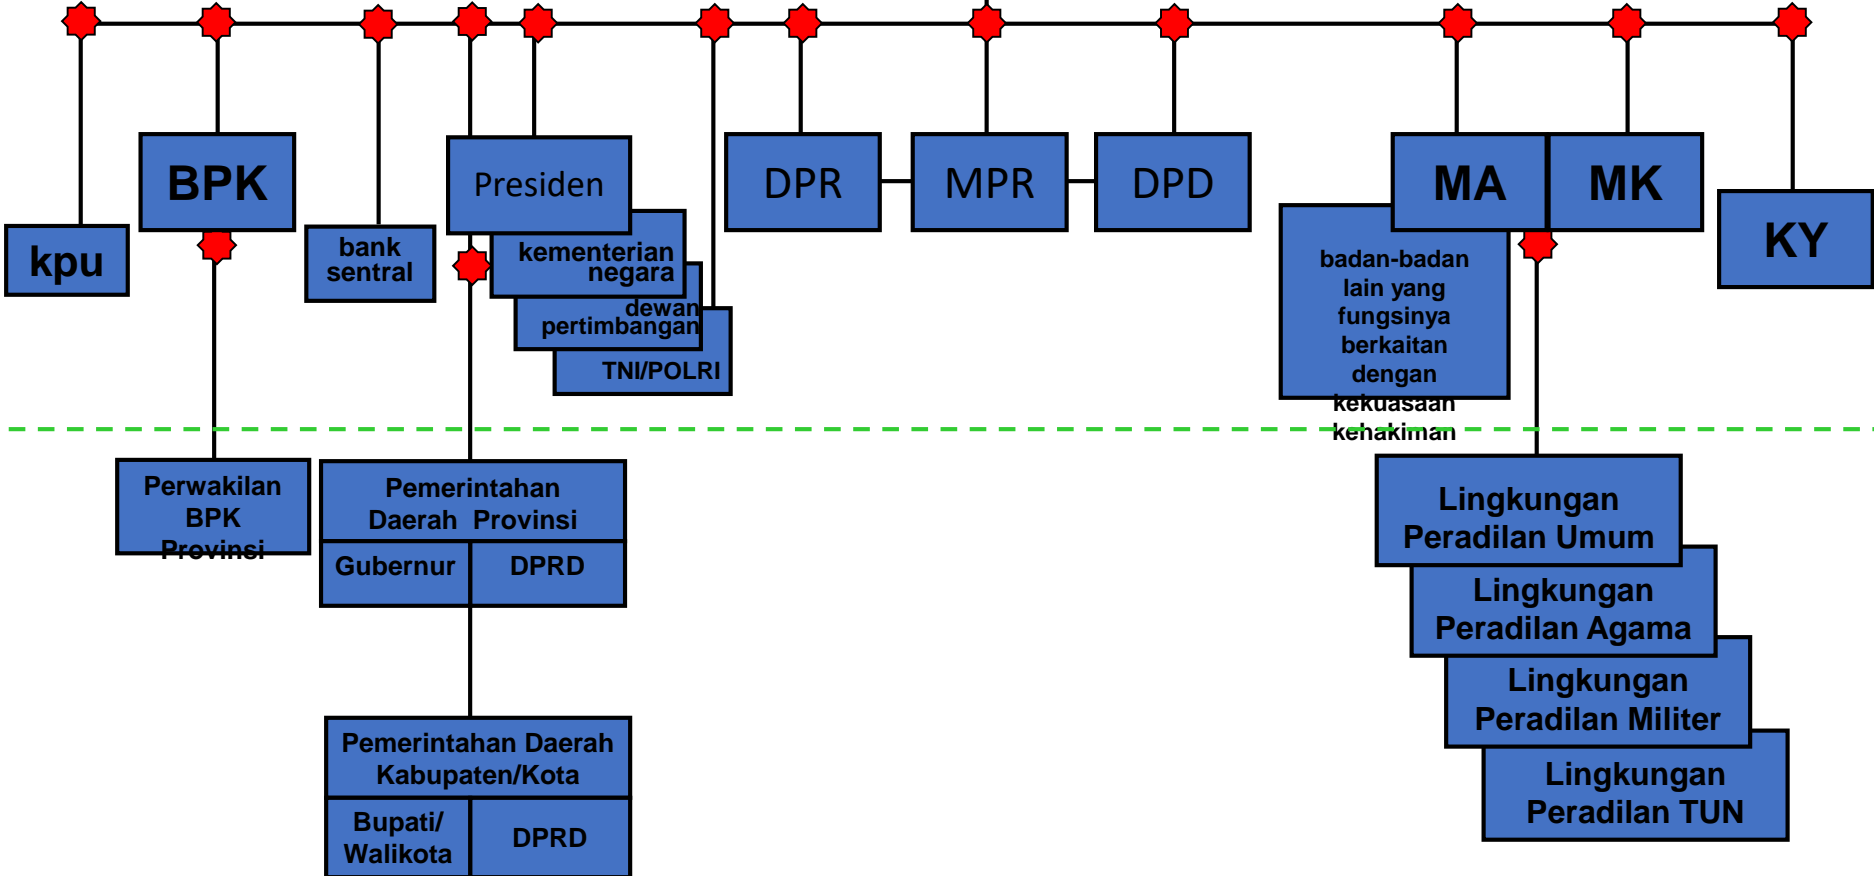 BPK
Presiden
DPR
MPR
DPD
MA
MK
kpu
bank
sentral
kementerian
negara
dewan
pertimbangan
TNI/POLRI
badan-badan
lain yang
fungsinya
berkaitan
dengan
kekuasaan
kehakiman
KY
Perwakilan
BPK
Provinsi
Pemerintahan
Daerah Provinsi
Gubernur
DPRD
Pemerintahan Daerah
Kabupaten/Kota
Bupati/
Walikota
DPRD
Lingkungan
Peradilan Umum
Lingkungan
Peradilan Agama
Lingkungan
Peradilan Militer
Lingkungan
Peradilan TUN